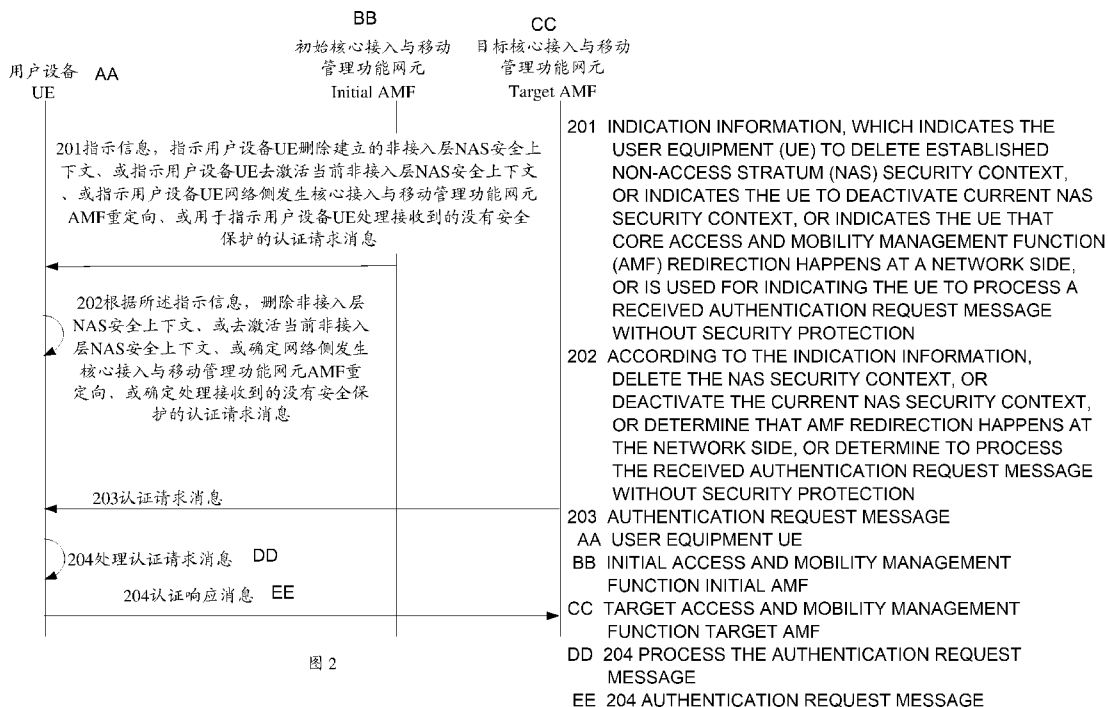 BB
CC
初始核心接入与移动
管理功能网元
Initial AMF
目标核心接入与移动
管理功能网元
Target AMF
用户设备 AA
UE
201指示信息，指示用户设备UE删除建立的非接入层NAS安全上
下文、或指示用户设备UE去激活当前非接入层NAS安全上下文
、或指示用户设备UE网络侧发生核心接入与移动管理功能网元
AMF重定向、或用于指示用户设备UE处理接收到的没有安全
保护的认证请求消息
202根据所述指示信息，删除非接入层
NAS安全上下文、或去激活当前非接入
层NAS安全上下文、或确定网络侧发生
核心接入与移动管理功能网元AMF重
定向、或确定处理接收到的没有安全保
护的认证请求消息
203认证请求消息
204处理认证请求消息 DD
204认证响应消息 EE
图 2
201 INDICATION INFORMATION, WHICH INDICATES THE
USER EQUIPMENT (UE) TO DELETE ESTABLISHED
NON-ACCESS STRATUM (NAS) SECURITY CONTEXT,
OR INDICATES THE UE TO DEACTIVATE CURRENT NAS
SECURITY CONTEXT, OR INDICATES THE UE THAT
CORE ACCESS AND MOBILITY MANAGEMENT FUNCTION
(AMF) REDIRECTION HAPPENS AT A NETWORK SIDE,
OR IS USED FOR INDICATING THE UE TO PROCESS A
RECEIVED AUTHENTICATION REQUEST MESSAGE
WITHOUT SECURITY PROTECTION
202 ACCORDING TO THE INDICATION INFORMATION,
DELETE THE NAS SECURITY CONTEXT, OR
DEACTIVATE THE CURRENT NAS SECURITY CONTEXT,
OR DETERMINE THAT AMF REDIRECTION HAPPENS AT
THE NETWORK SIDE, OR DETERMINE TO PROCESS
THE RECEIVED AUTHENTICATION REQUEST MESSAGE
WITHOUT SECURITY PROTECTION
203 AUTHENTICATION REQUEST MESSAGE
AA USER EQUIPMENT UE
BB INITIAL ACCESS AND MOBILITY MANAGEMENT
FUNCTION INITIAL AMF
CC TARGET ACCESS AND MOBILITY MANAGEMENT
FUNCTION TARGET AMF
DD 204 PROCESS THE AUTHENTICATION REQUEST
MESSAGE
EE 204 AUTHENTICATION REQUEST MESSAGE